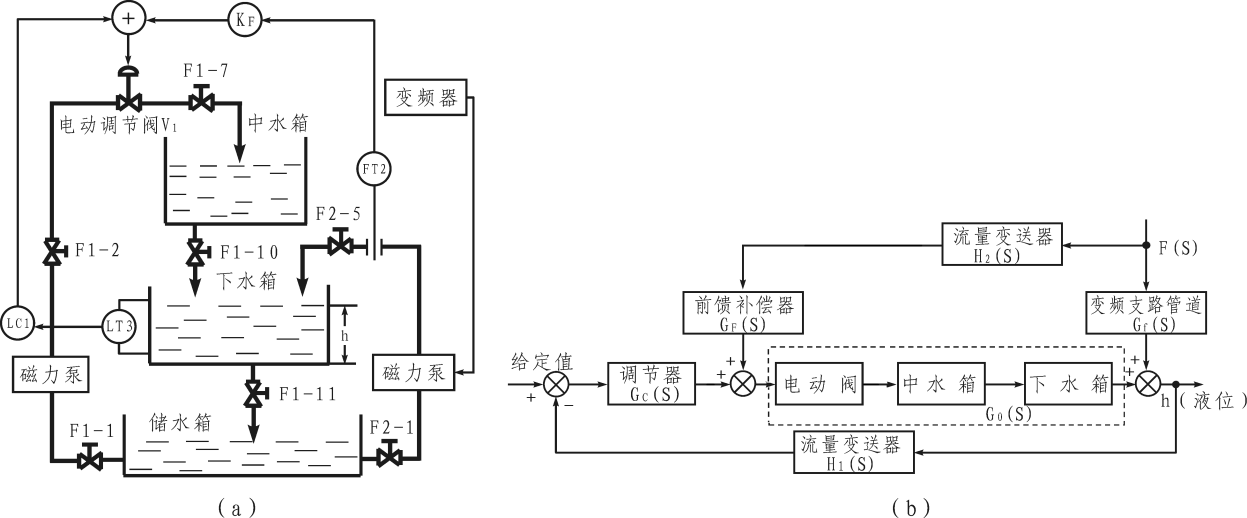 +
KF
F1-7
变频器
电动调节阀V1
中水箱
FT2
F2-5
F1-2
F1-10
下水箱
LC1
LT3
h
磁力泵
磁力泵
F1-11
储水箱
F1-1
F2-1
(a)
流量变送器
H2(S)
F(S)
前馈补偿器
GF(S)
变频支路管道
Gf(S)
给定值
+
−
调节器
GC(S)
+
+
电动阀
中水箱
下水箱
G0(S)
+
+
h(液位)
流量变送器
H1(S)
(b)